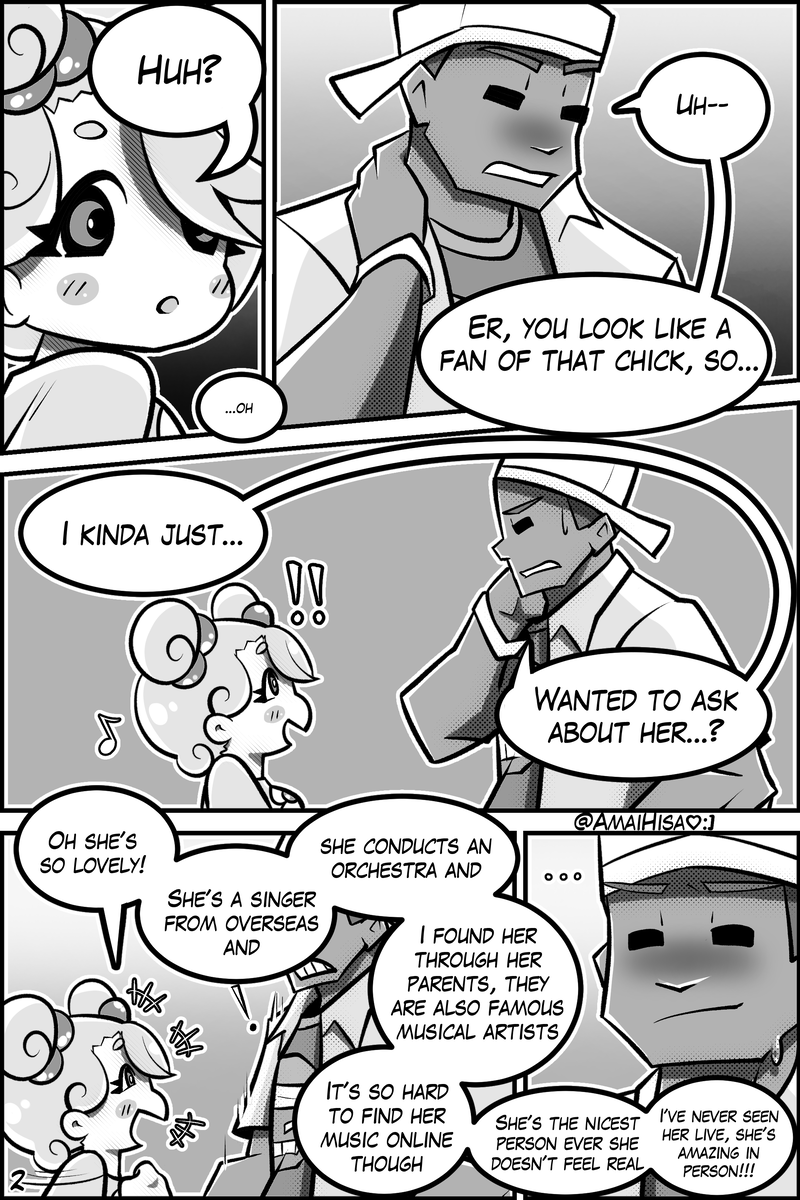 HUH?
UH--
ER, YOU LOOK LIKE A
FAN OF THAT CHICK, SO...
...OH
I KINDA JUST...
!!
WANTED TO ASK
ABOUT HER...?
@AMAIHISA♡:]
OH SHE'S
SO LOVELY!
SHE'S A SINGER
FROM OVERSEAS
AND
SHE CONDUCTS AN
ORCHESTRA AND
I FOUND HER
THROUGH HER
PARENTS, THEY
ARE ALSO FAMOUS
MUSICAL ARTISTS
!
IT'S SO HARD
TO FIND HER
MUSIC ONLINE
THOUGH
SHE'S THE NICEST
PERSON EVER SHE
DOESN'T FEEL REAL
I'VE NEVER SEEN
HER LIVE, SHE'S
AMAZING IN
PERSON!!!
...
2